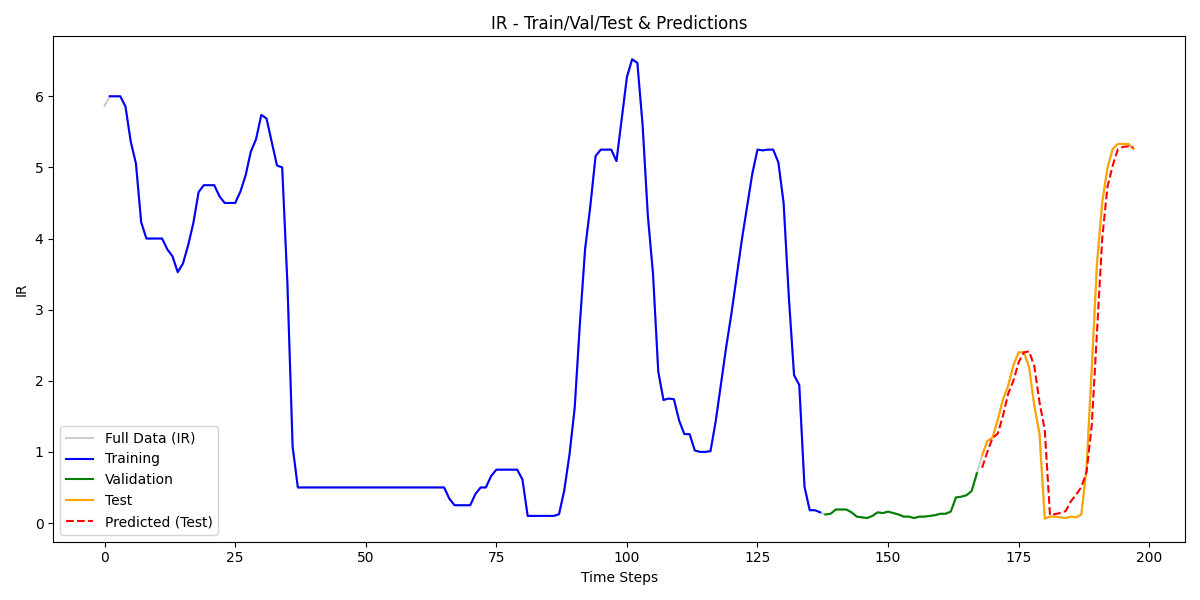 IR - Train/Val/Test & Predictions
IR
6
5
4
3
2
1
0
Full Data (IR)
Training
Validation
Test
Predicted (Test)
0 25 50 75 100 125 150 175 200
Time Steps